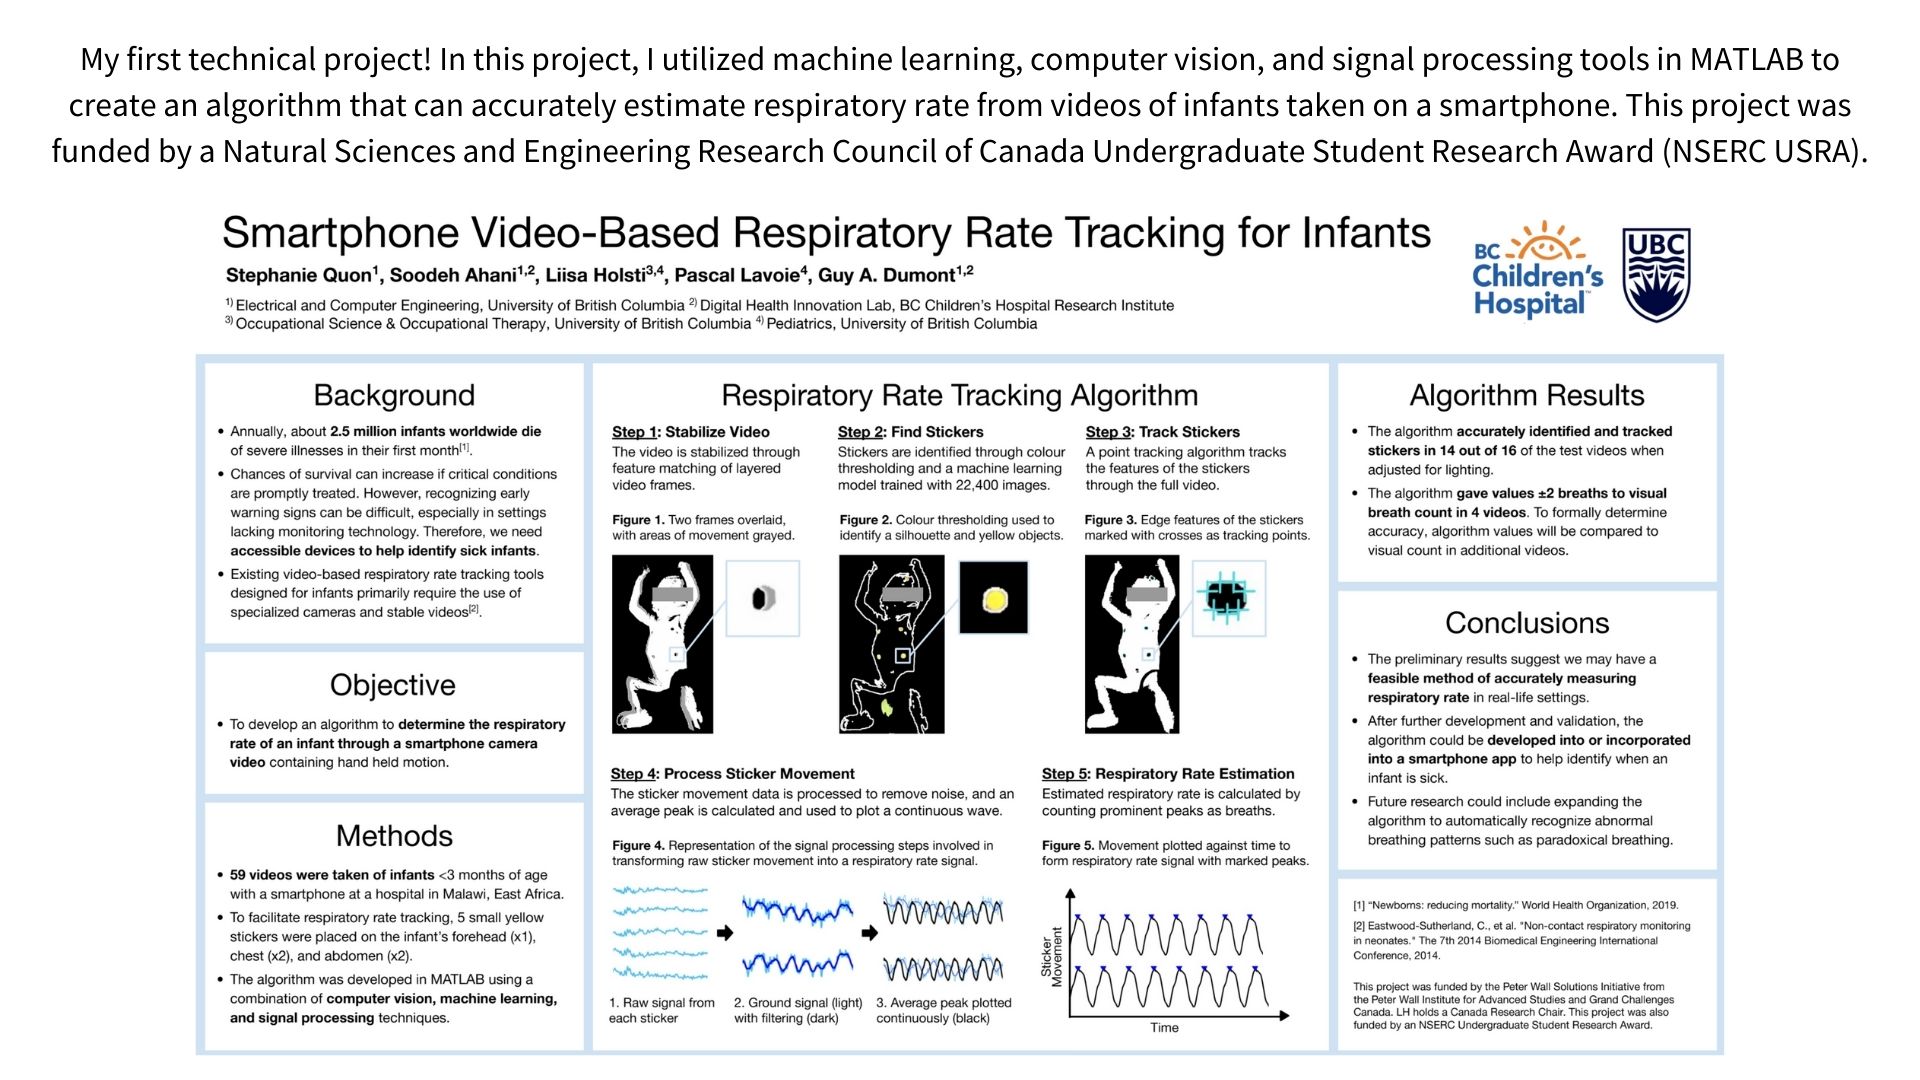 My first technical project! In this project, I utilized machine learning, computer vision, and signal processing tools in MATLAB to
create an algorithm that can accurately estimate respiratory rate from videos of infants taken on a smartphone. This project was
funded by a Natural Sciences and Engineering Research Council of Canada Undergraduate Student Research Award (NSERC USRA).
Smartphone Video-Based Respiratory Rate Tracking for Infants
Stephanie Quon1, Soodeh Ahani1,2, Liisa Holsti3,4, Pascal Lavoie4, Guy A. Dumont1,2
1) Electrical and Computer Engineering, University of British Columbia 2) Digital Health Innovation Lab, BC Children's Hospital Research Institute
3) Occupational Science & Occupational Therapy, University of British Columbia 4) Pediatrics, University of British Columbia
BC
Children's
Hospital
UBC
Background
• Annually, about 2.5 million infants worldwide die
of severe illnesses in their first month[1].
• Chances of survival can increase if critical conditions
are promptly treated. However, recognizing early
warning signs can be difficult, especially in settings
lacking monitoring technology. Therefore, we need
accessible devices to help identify sick infants.
• Existing video-based respiratory rate tracking tools
designed for infants primarily require the use of
specialized cameras and stable videos[2].
Objective
• To develop an algorithm to determine the respiratory
rate of an infant through a smartphone camera
video containing hand held motion.
Methods
• 59 videos were taken of infants <3 months of age
with a smartphone at a hospital in Malawi, East Africa.
• To facilitate respiratory rate tracking, 5 small yellow
stickers were placed on the infant's forehead (x1),
chest (x2), and abdomen (x2).
• The algorithm was developed in MATLAB using a
combination of computer vision, machine learning,
and signal processing techniques.
Respiratory Rate Tracking Algorithm
Step 1: Stabilize Video
The video is stabilized through
feature matching of layered
video frames.
Figure 1. Two frames overlaid,
with areas of movement grayed.
Step 2: Find Stickers
Stickers are identified through colour
thresholding and a machine learning
model trained with 22,400 images.
Figure 2. Colour thresholding used to
identify a silhouette and yellow objects.
Step 3: Track Stickers
A point tracking algorithm tracks
the features of the stickers
through the full video.
Figure 3. Edge features of the stickers
marked with crosses as tracking points.
Step 4: Process Sticker Movement
The sticker movement data is processed to remove noise, and an
average peak is calculated and used to plot a continuous wave.
Figure 4. Representation of the signal processing steps involved in
transforming raw sticker movement into a respiratory rate signal.
1. Raw signal from
each sticker
2. Ground signal (light)
with filtering (dark)
3. Average peak plotted
continuously (black)
Step 5: Respiratory Rate Estimation
Estimated respiratory rate is calculated by
counting prominent peaks as breaths.
Figure 5. Movement plotted against time to
form respiratory rate signal with marked peaks.
Sticker
Movement
Time
Algorithm Results
• The algorithm accurately identified and tracked
stickers in 14 out of 16 of the test videos when
adjusted for lighting.
• The algorithm gave values ±2 breaths to visual
breath count in 4 videos. To formally determine
accuracy, algorithm values will be compared to
visual count in additional videos.
Conclusions
• The preliminary results suggest we may have a
feasible method of accurately measuring
respiratory rate in real-life settings.
• After further development and validation, the
algorithm could be developed into or incorporated
into a smartphone app to help identify when an
infant is sick.
• Future research could include expanding the
algorithm to automatically recognize abnormal
breathing patterns such as paradoxical breathing.
[1] "Newborns: reducing mortality." World Health Organization, 2019.
[2] Eastwood-Sutherland, C., et al. "Non-contact respiratory monitoring
in neonates." The 7th 2014 Biomedical Engineering International
Conference, 2014.
This project was funded by the Peter Wall Solutions Initiative from
the Peter Wall Institute for Advanced Studies and Grand Challenges
Canada. LH holds a Canada Research Chair. This project was also
funded by an NSERC Undergraduate Student Research Award.